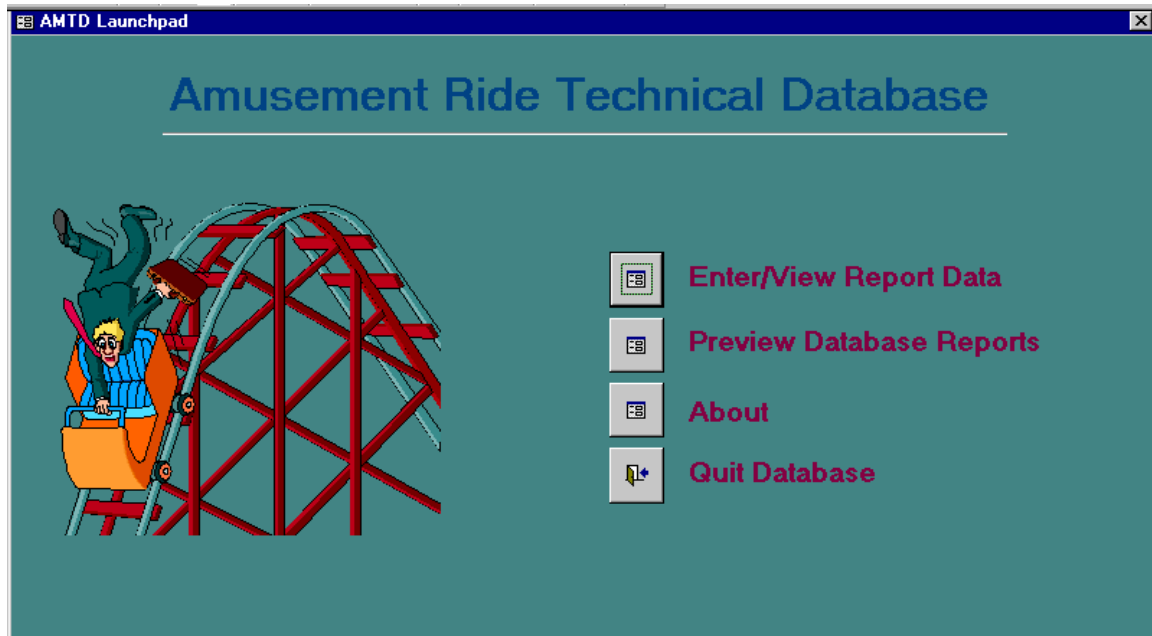 AMTD Launchpad
Amusement Ride Technical Database
Enter/View Report Data
Preview Database Reports
About
Quit Database